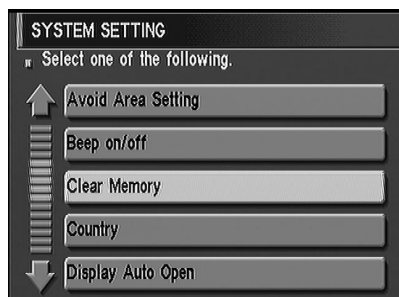 SYSTEM SETTING
Select one of the following.
Avoid Area Setting
Beep on/off
Clear Memory
Country
Display Auto Open